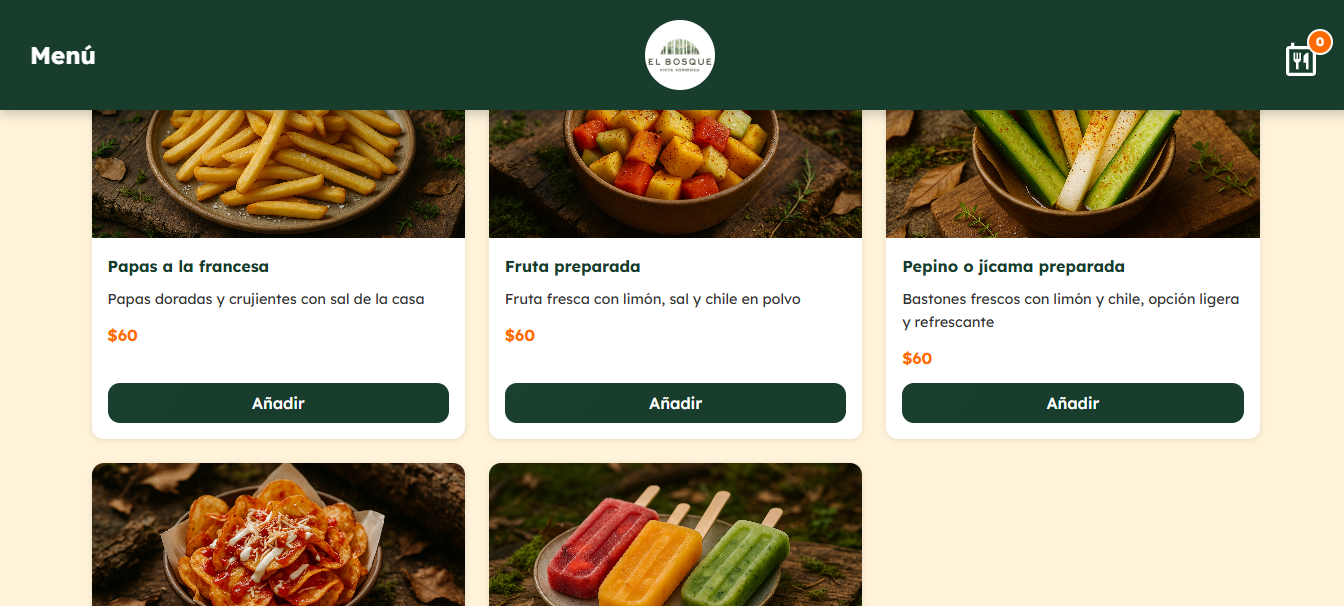 Menú
EL BOSQUE
VISTA HERMOSA
0
Papas a la francesa
Papas doradas y crujientes con sal de la casa
$60
Añadir
Fruta preparada
Fruta fresca con limón, sal y chile en polvo
$60
Añadir
Pepino o jícama preparada
Bastones frescos con limón y chile, opción ligera
y refrescante
$60
Añadir